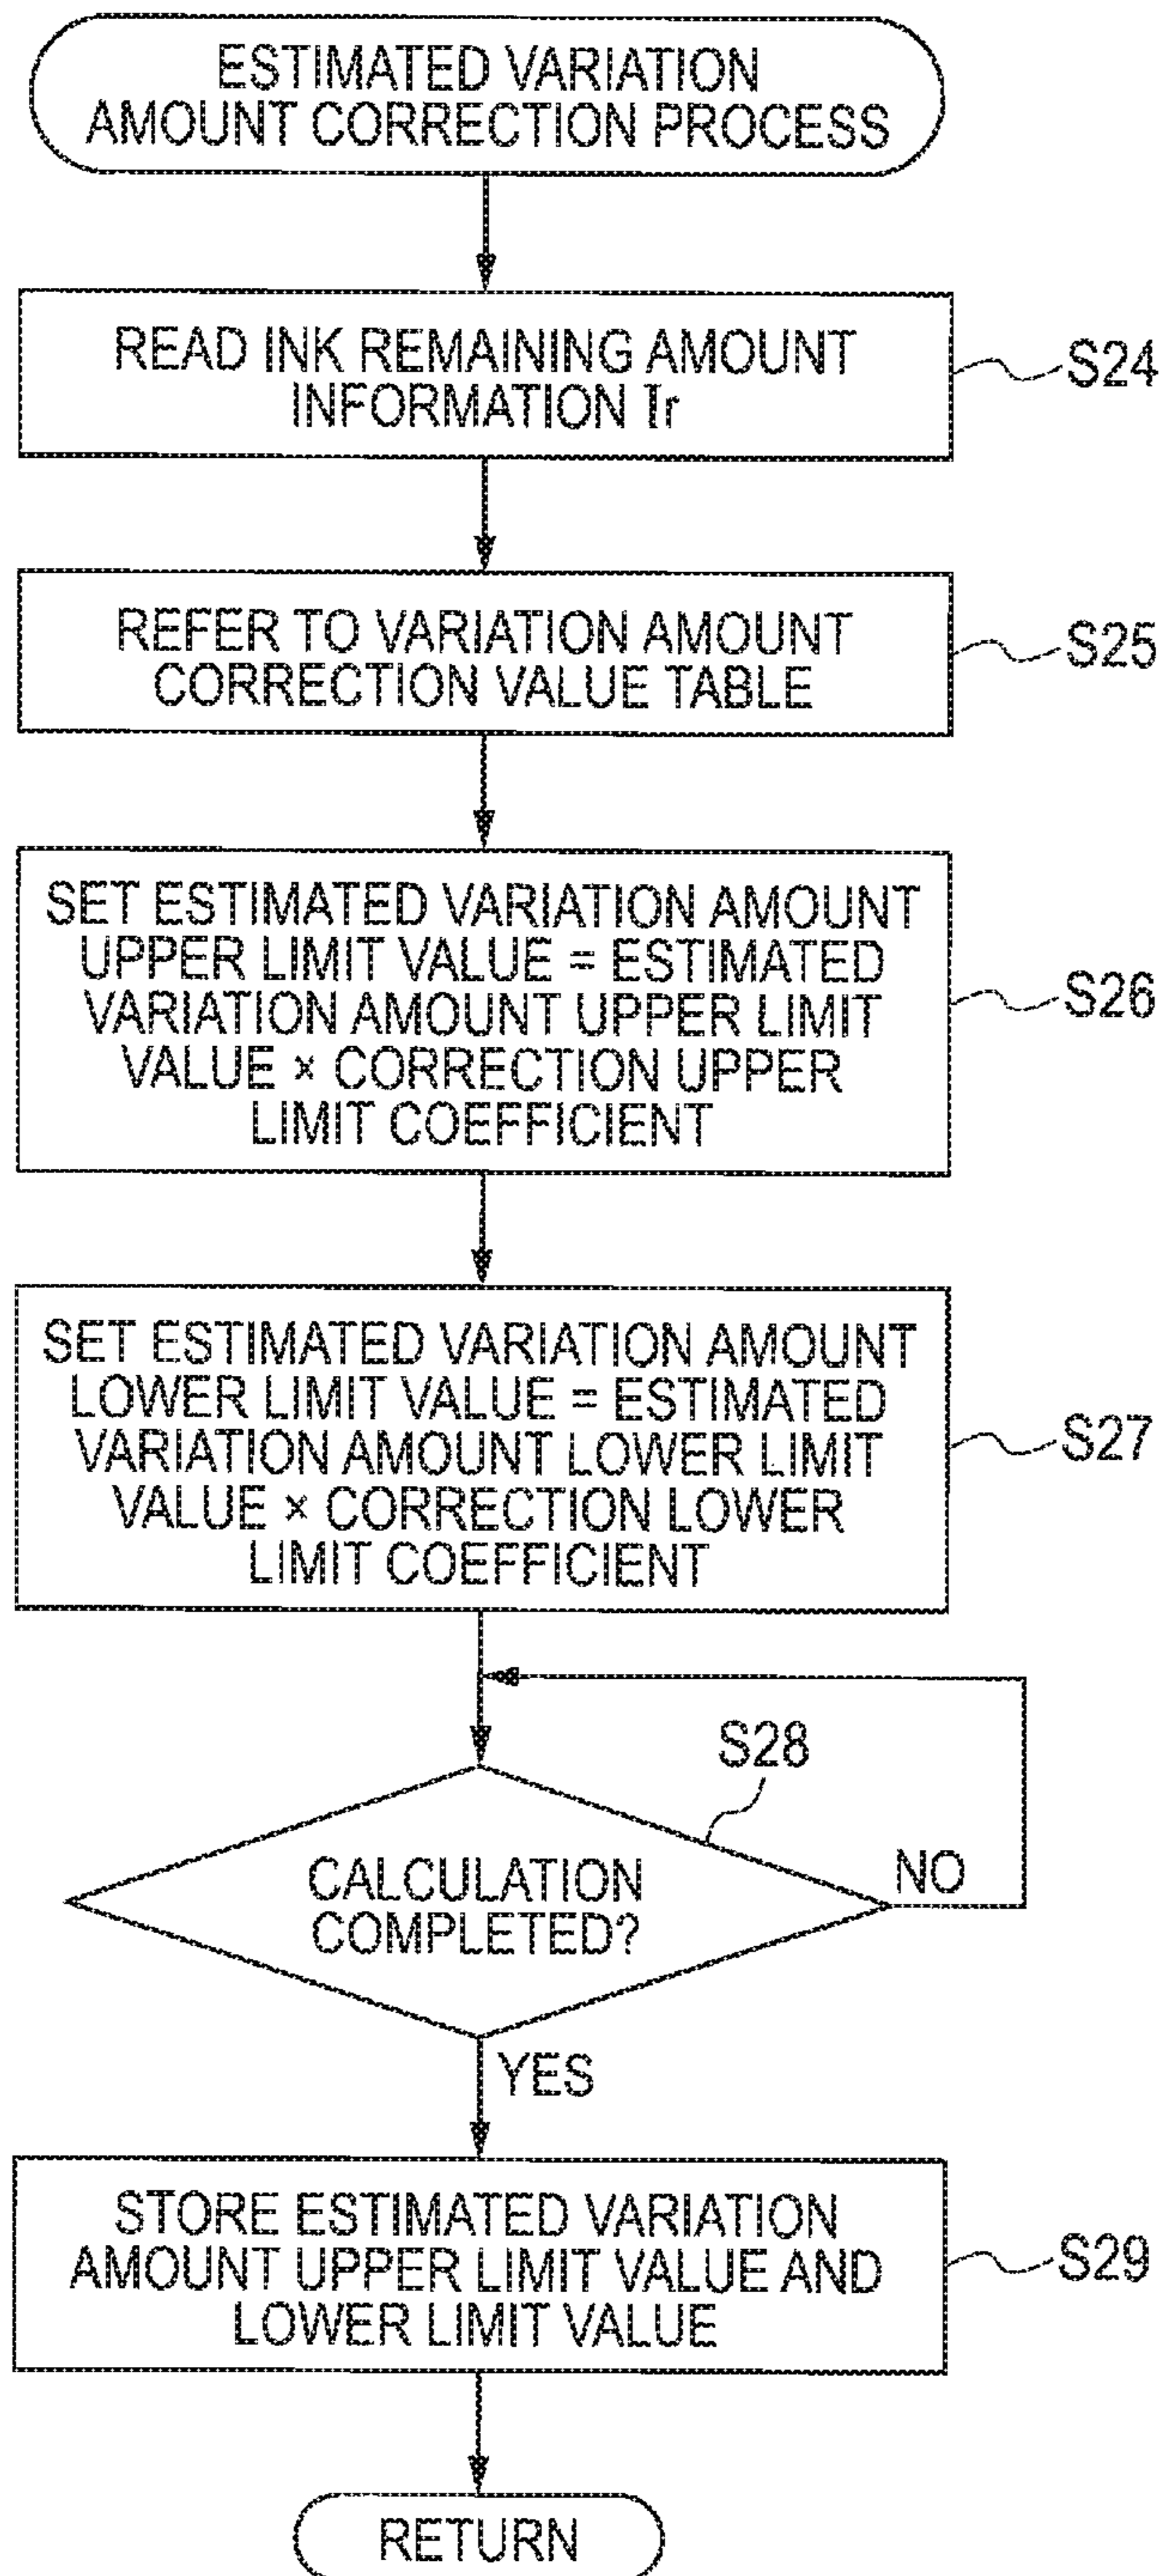 ESTIMATED VARIATION
AMOUNT CORRECTION PROCESS
READ INK REMAINING AMOUNT
INFORMATION Ir
S24
REFER TO VARIATION AMOUNT
CORRECTION VALUE TABLE
S25
SET ESTIMATED VARIATION AMOUNT
UPPER LIMIT VALUE = ESTIMATED
VARIATION AMOUNT UPPER LIMIT
VALUE × CORRECTION UPPER
LIMIT COEFFICIENT
S26
SET ESTIMATED VARIATION AMOUNT
LOWER LIMIT VALUE = ESTIMATED
VARIATION AMOUNT LOWER LIMIT
VALUE × CORRECTION LOWER
LIMIT COEFFICIENT
S27
S28
CALCULATION
COMPLETED?
NO
YES
STORE ESTIMATED VARIATION
AMOUNT UPPER LIMIT VALUE AND
LOWER LIMIT VALUE
S29
RETURN